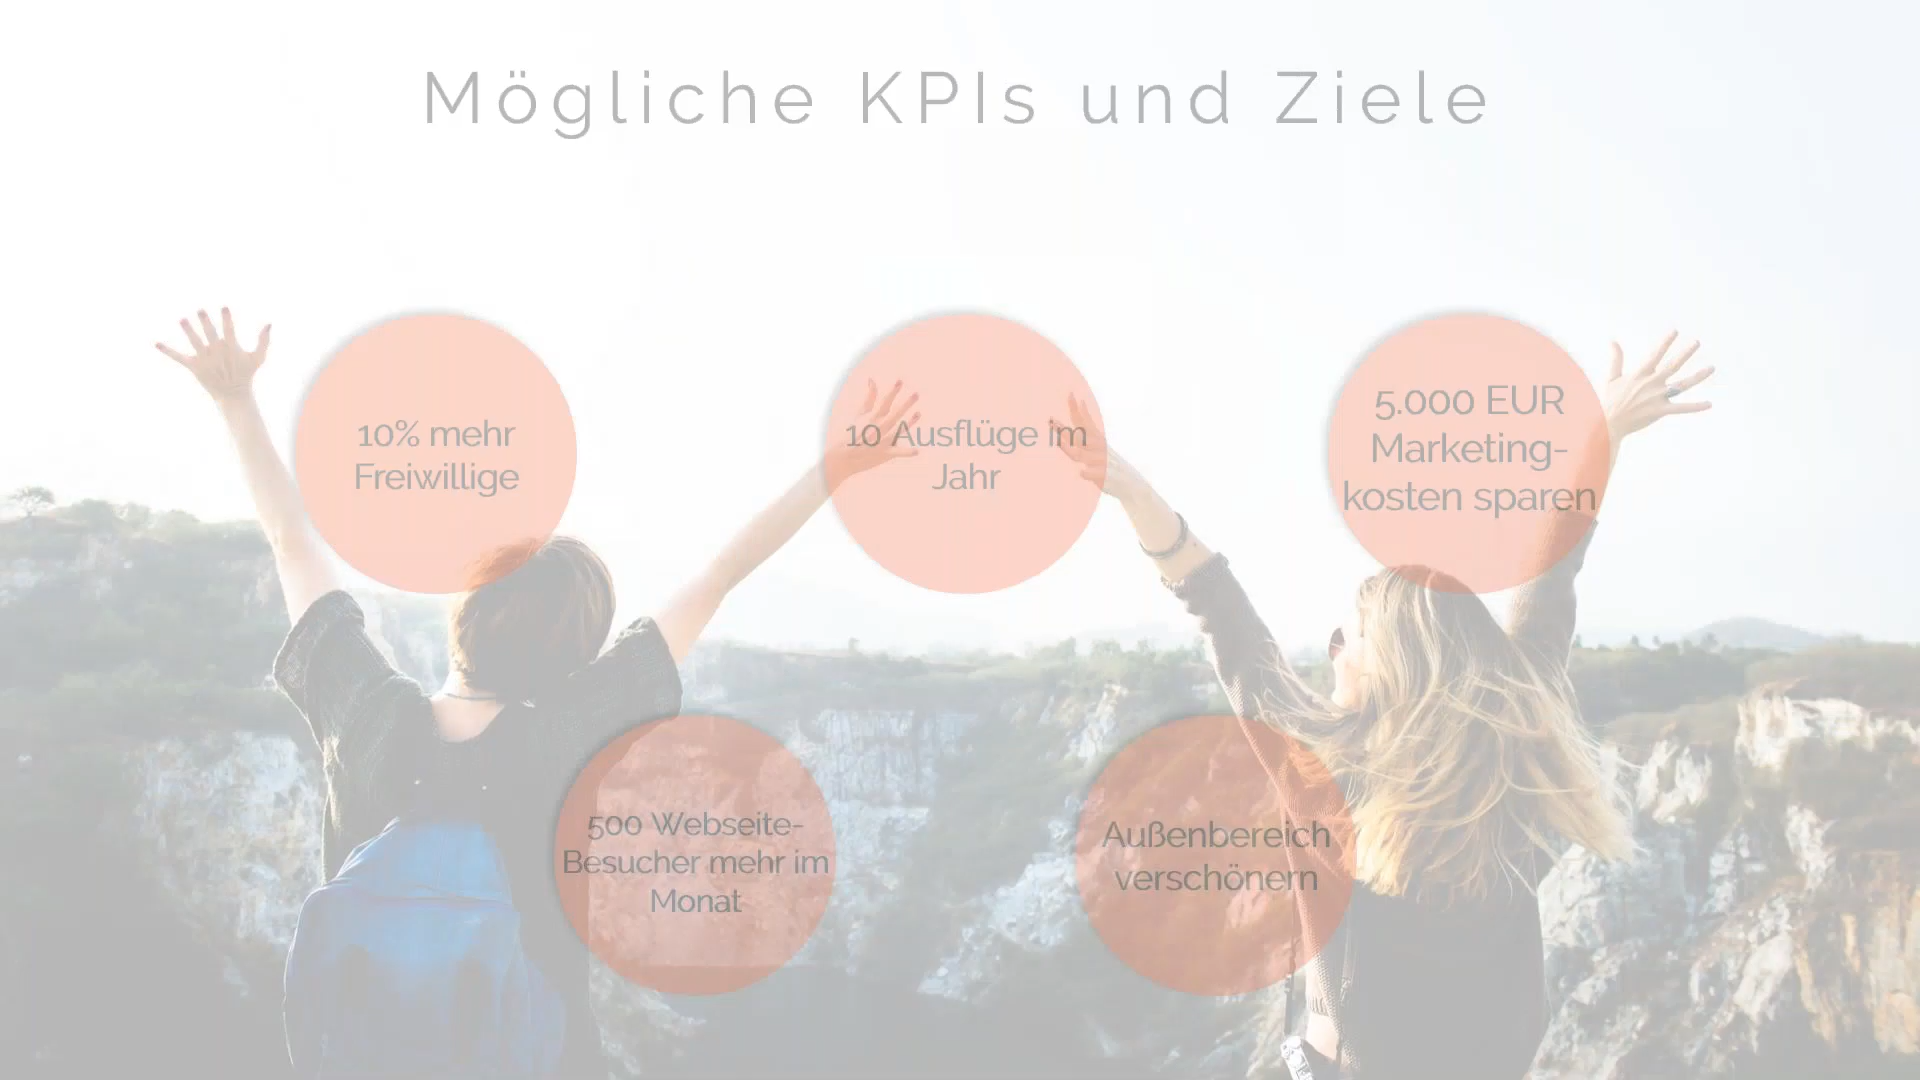 Mögliche KPIs und Ziele
10% mehr
Freiwillige
10 Ausflüge im
Jahr
5.000 EUR
Marketing-
kosten sparen
500 Webseite-
Besucher mehr im
Monat
Außenbereich
verschönern